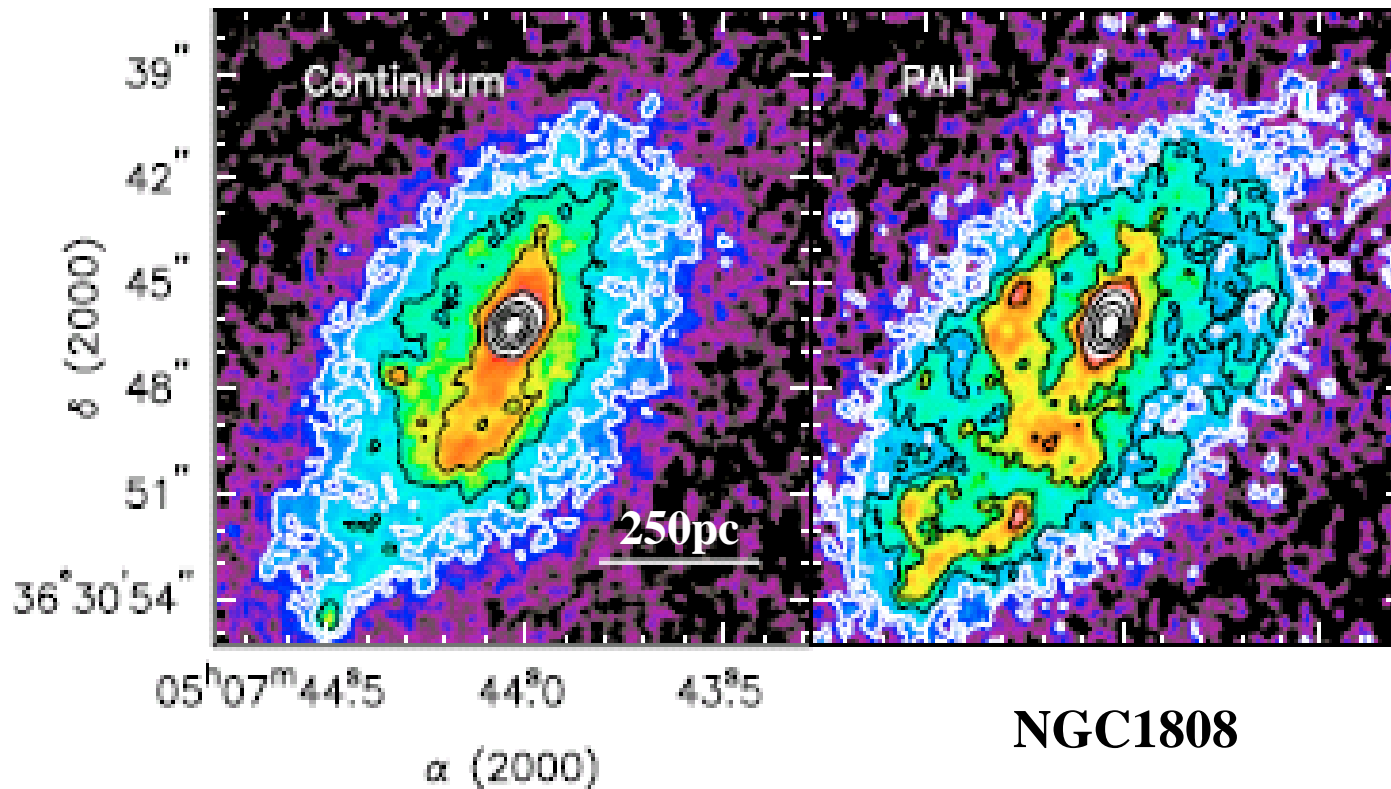 Continuum
PAH
39"
42"
45"
48"
51"
36°30'54"
δ (2000)
250pc
05ʰ07ᵐ44ˢ.5
44ˢ.0
43ˢ.5
α (2000)
NGC1808